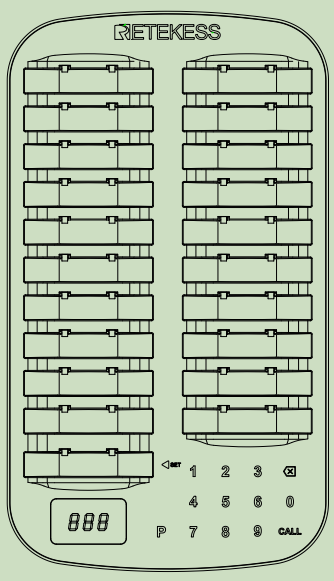 RETEKESS
SET 1 2 3
4 5 6 0
888
P 7 8 9 CALL